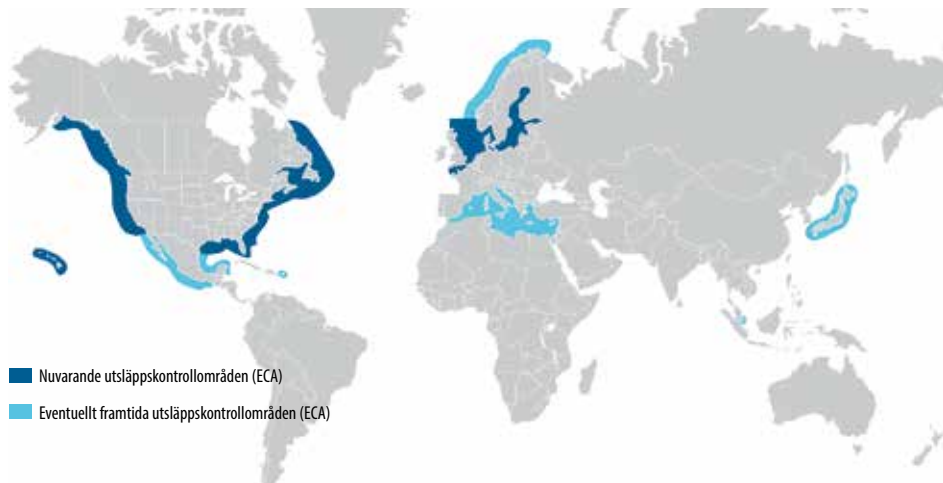 Nuvarande utsläppskontrollområden (ECA)
Eventuellt framtida utsläppskontrollområden (ECA)